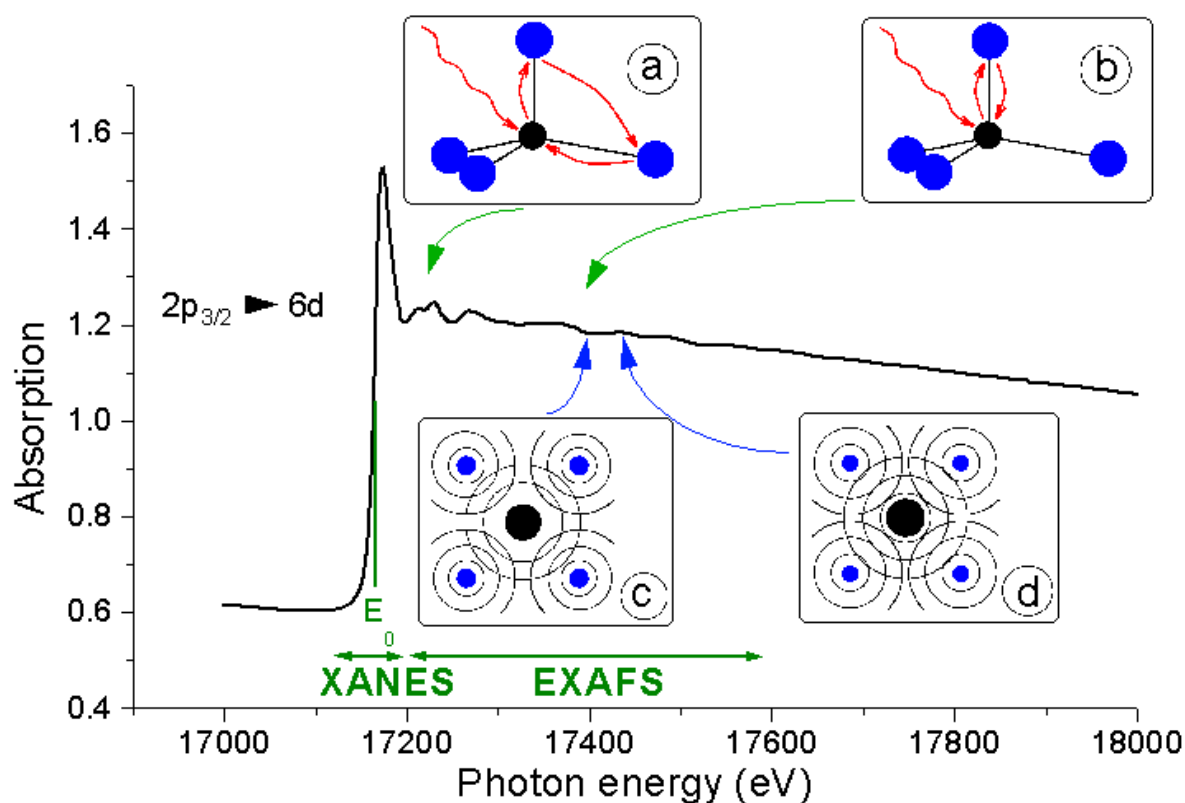 a
b
1.6
1.4
2p3/2 ► 6d
1.2
1.0
0.8
0.6
0.4
Absorption
c
d
E0
XANES
EXAFS
17000
17200
17400
17600
17800
18000
Photon energy (eV)